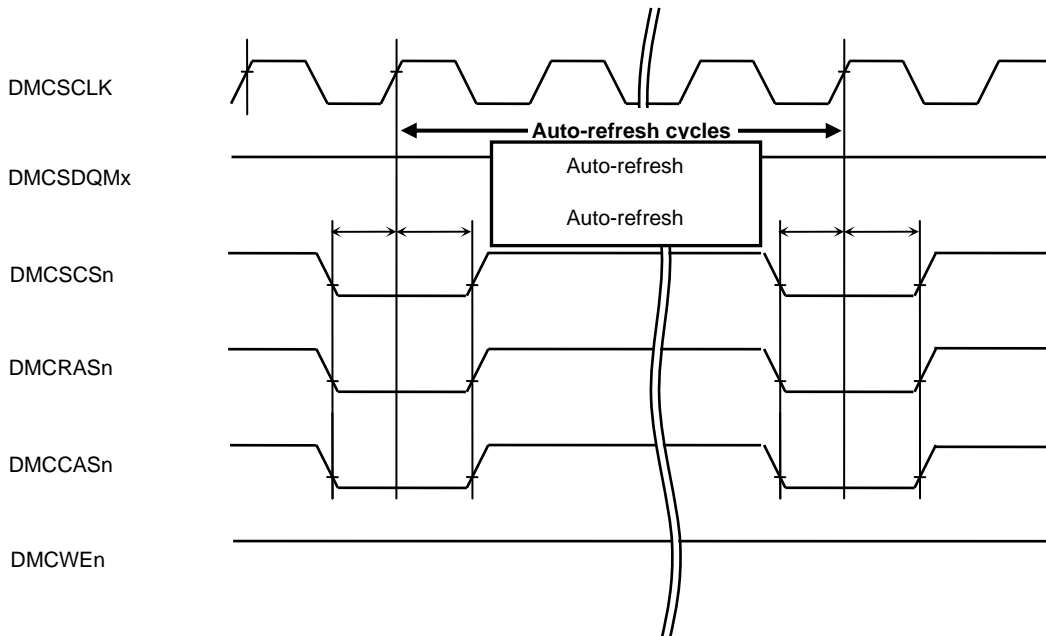 DMCSCLK
Auto-refresh cycles
DMCSDQMx
Auto-refresh
Auto-refresh
DMCSCSn
DMCRASn
DMCCASn
DMCWEn